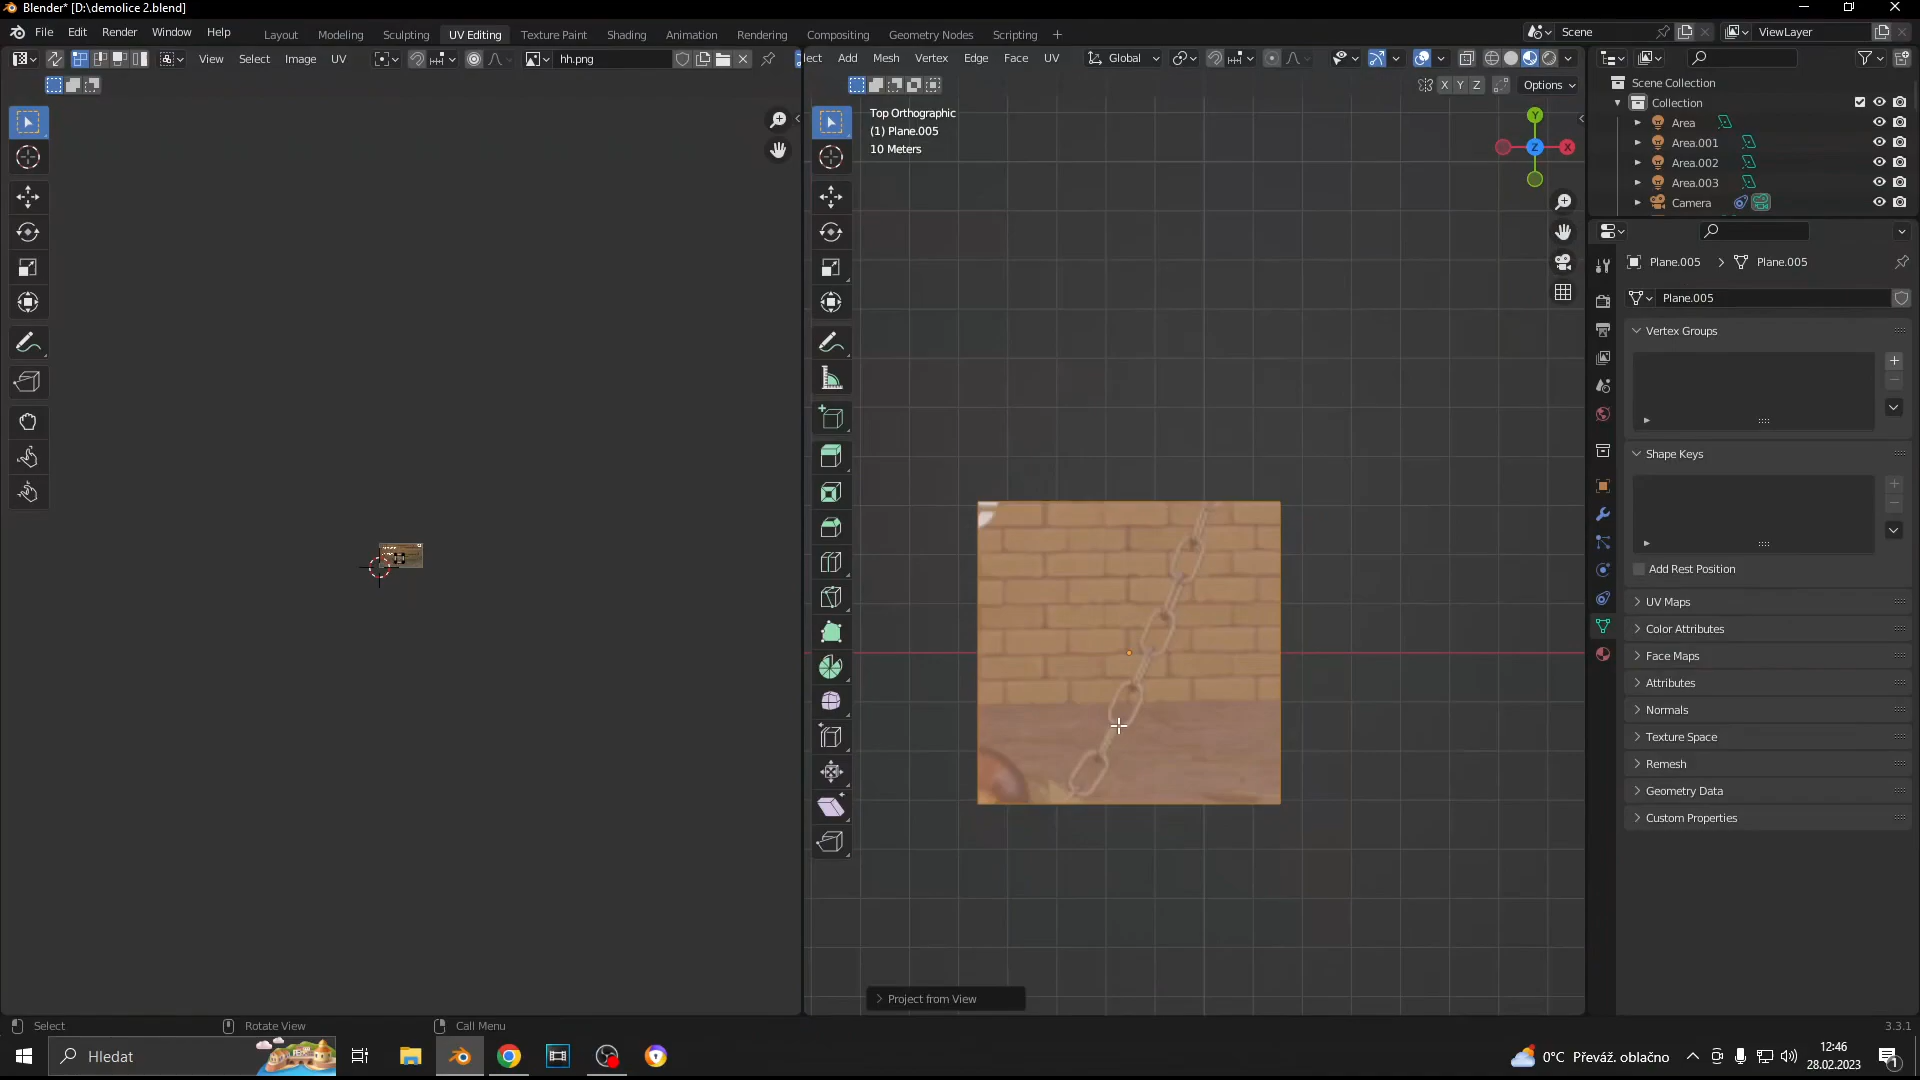 Blender* [D:\demolice 2.blend]
File Edit Render Window Help Layout Modeling Sculpting UV Editing Texture Paint Shading Animation Rendering Compositing Geometry Nodes Scripting Scene ViewLayer
View Select Image UV hh.png lect Add Mesh Vertex Edge Face UV Global
X Y Z Options
Scene Collection
Collection
Area
Area.001
Area.002
Area.003
Camera
Top Orthographic
(1) Plane.005
10 Meters
Y
Z X
Plane.005 Plane.005
Plane.005
Vertex Groups
Shape Keys
Add Rest Position
UV Maps
Color Attributes
Face Maps
Attributes
Normals
Texture Space
Remesh
Geometry Data
Custom Properties
Project from View
Select Rotate View Call Menu 3.3.1
Hledat 0°C Převáž. oblačno 12:46
28.02.2023 1